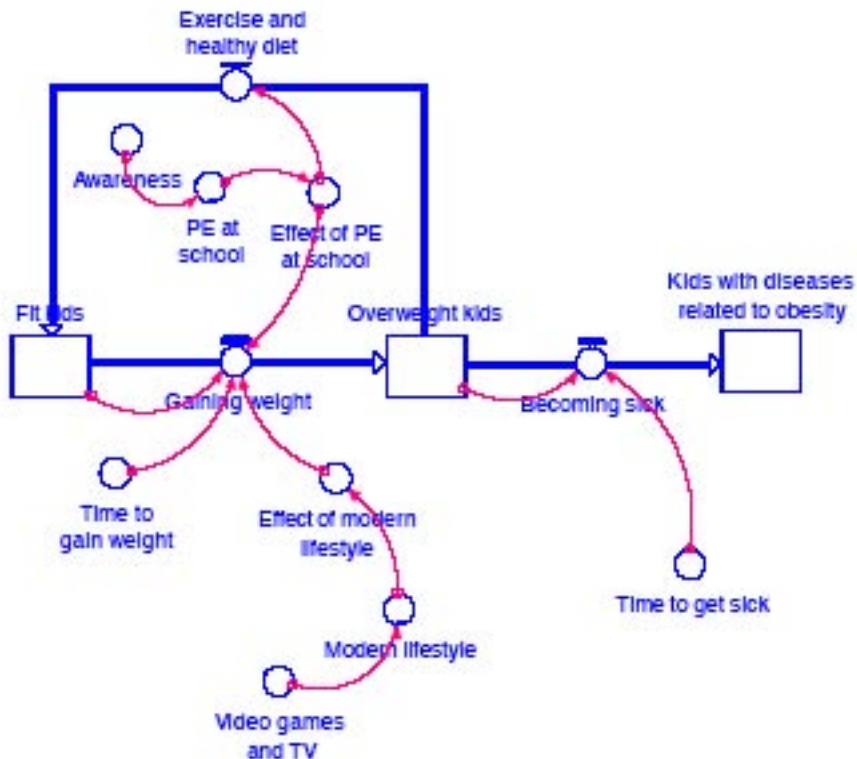 Exercise and
healthy diet
Awareness
PE at
school
Effect of PE
at school
Kids with diseases
related to obesity
Fit kids
Overweight kids
Gaining weight
Becoming sick
Time to
gain weight
Effect of modern
lifestyle
Time to get sick
Modern lifestyle
Video games
and TV